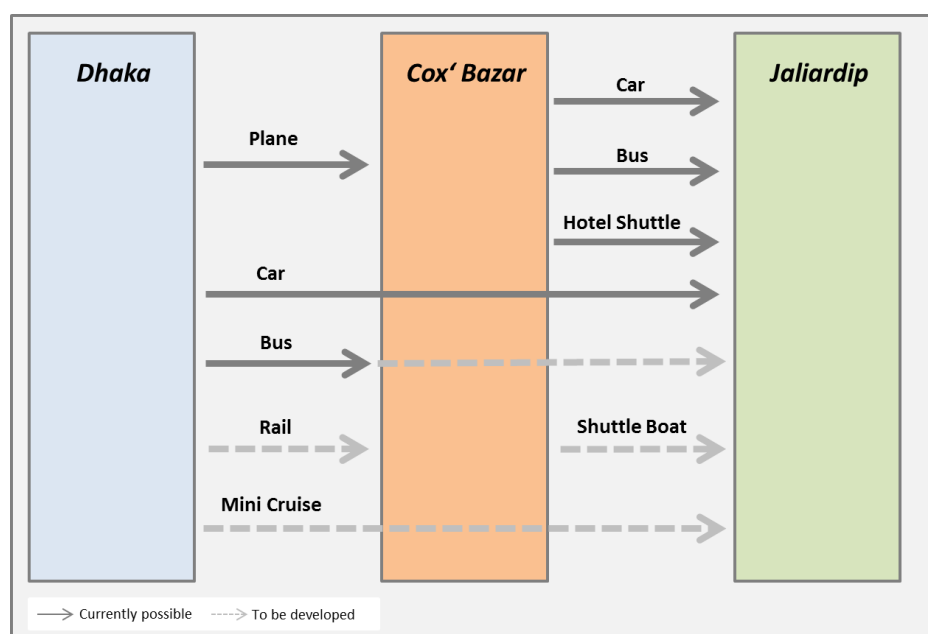 Dhaka
Cox‘ Bazar
Jaliardip
Car
Plane
Bus
Hotel Shuttle
Car
Bus
Rail
Shuttle Boat
Mini Cruise
Currently possible
To be developed